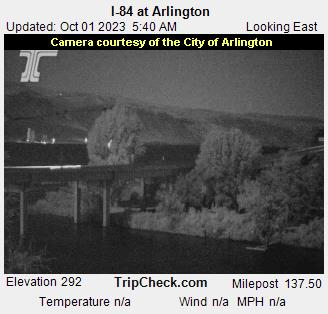 I-84 at Arlington
Updated: Oct 01 2023 5:40 AM Looking East
Camera courtesy of the City of Arlington
Elevation 292 TripCheck.com Milepost 137.50
Temperature n/a Wind n/a MPH n/a